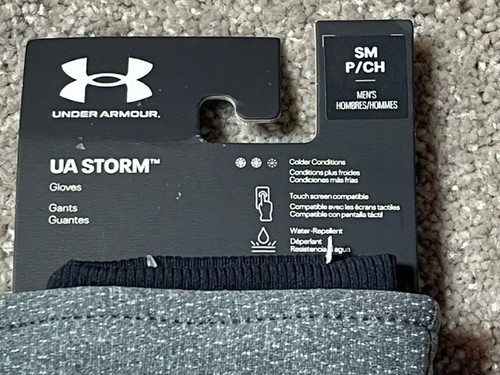 SM
P/CH
MEN'S
HOMBRES/HOMMES
UNDER ARMOUR.
UA STORM™
Gloves
Gants
Guantes
Colder Conditions
Conditions plus froides
Condiciones más frías
Touch screen compatible
Compatible avec les écrans tactiles
Compatible con pantalla táctil
Water-Repellent
Déperlant
Resistencia agua